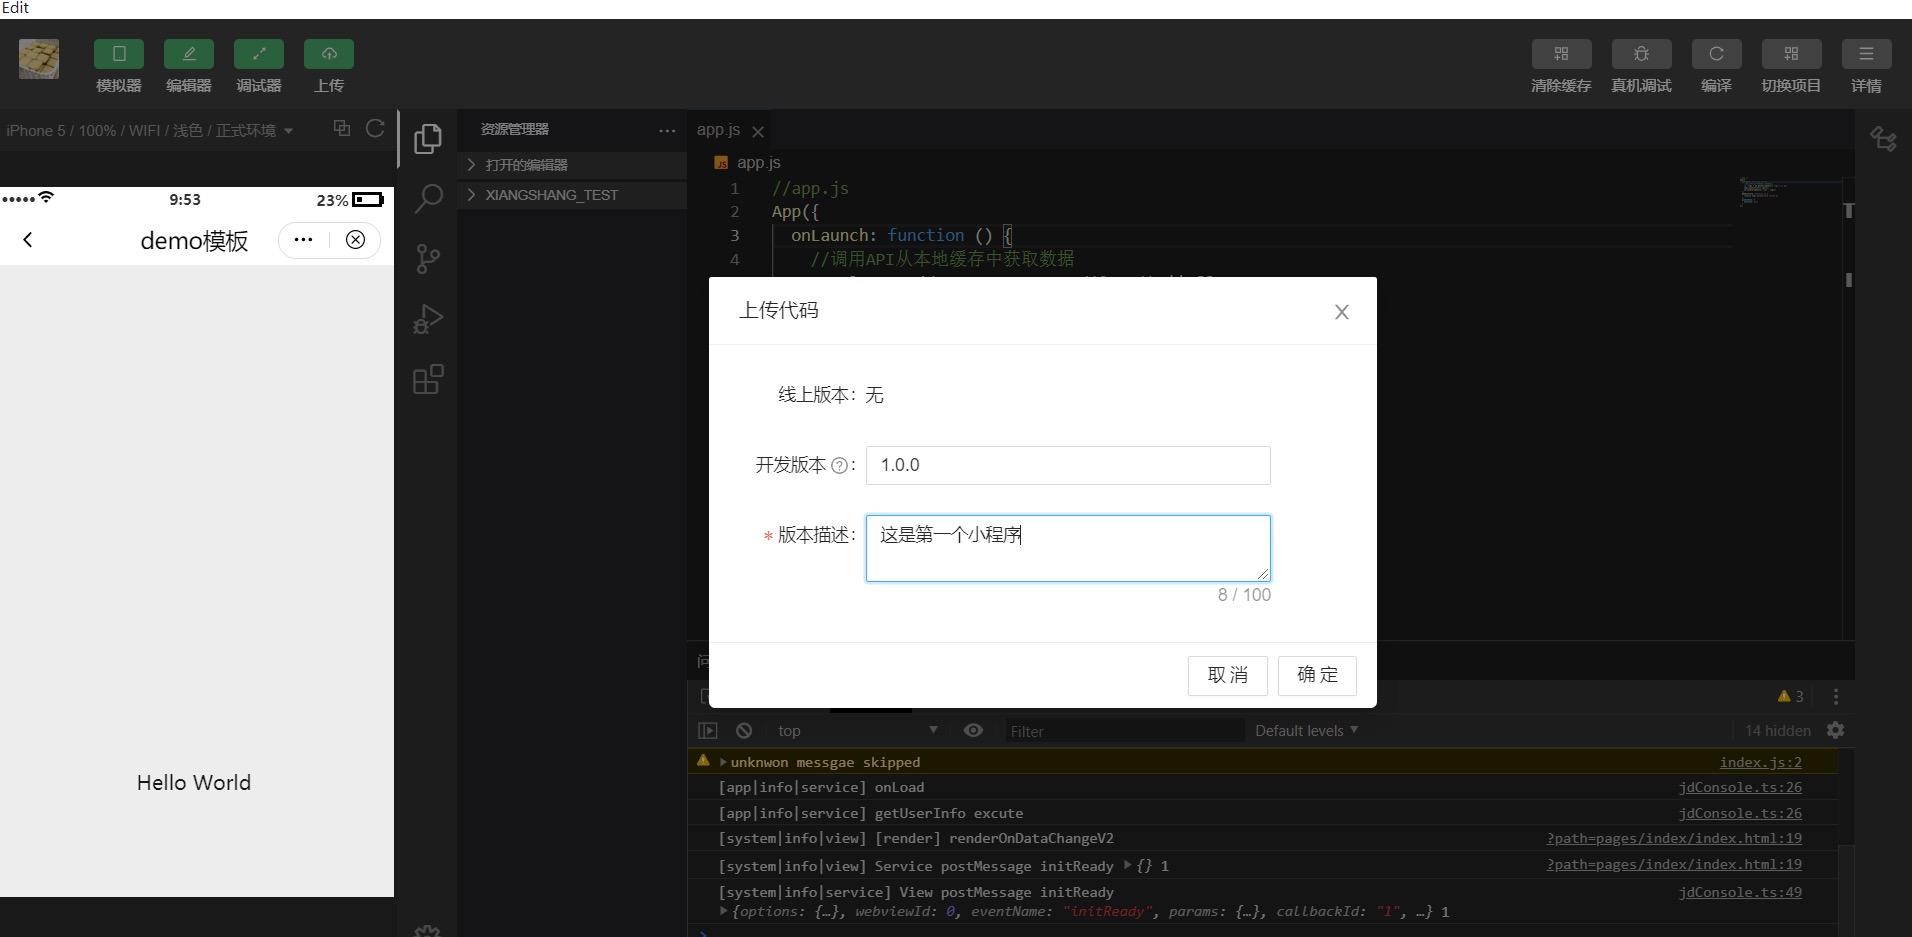 Edit
模拟器 编辑器 调试器 上传 清除缓存 真机调试 编译 切换项目 详情
iPhone 5 / 100% / WIFI / 浅色 / 正式环境
9:53 23%
demo模板
Hello World
资源管理器
打开的编辑器
XIANGSHANG_TEST
app.js
JS app.js
1 //app.js
2 App({
3 onLaunch: function () {
4 //调用API从本地缓存中获取数据
上传代码
线上版本: 无
开发版本 ? : 1.0.0
* 版本描述: 这是第一个小程序
8 / 100
取 消 确 定
3
top Filter Default levels 14 hidden
unknwon messgae skipped index.js:2
[app|info|service] onLoad jdConsole.ts:26
[app|info|service] getUserInfo excute jdConsole.ts:26
[system|info|view] [render] renderOnDataChangeV2 ?path=pages/index/index.html:19
[system|info|view] Service postMessage initReady {} 1 ?path=pages/index/index.html:19
[system|info|service] View postMessage initReady jdConsole.ts:49
{options: {…}, webviewId: 0, eventName: "initReady", params: {…}, callbackId: "1", …} 1